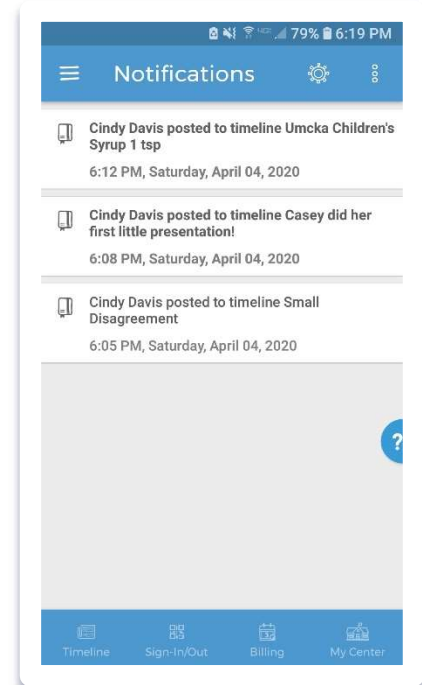 79% 6:19 PM
Notifications
Cindy Davis posted to timeline Umcka Children's
Syrup 1 tsp
6:12 PM, Saturday, April 04, 2020
Cindy Davis posted to timeline Casey did her
first little presentation!
6:08 PM, Saturday, April 04, 2020
Cindy Davis posted to timeline Small
Disagreement
6:05 PM, Saturday, April 04, 2020
?
Timeline Sign-In/Out Billing My Center